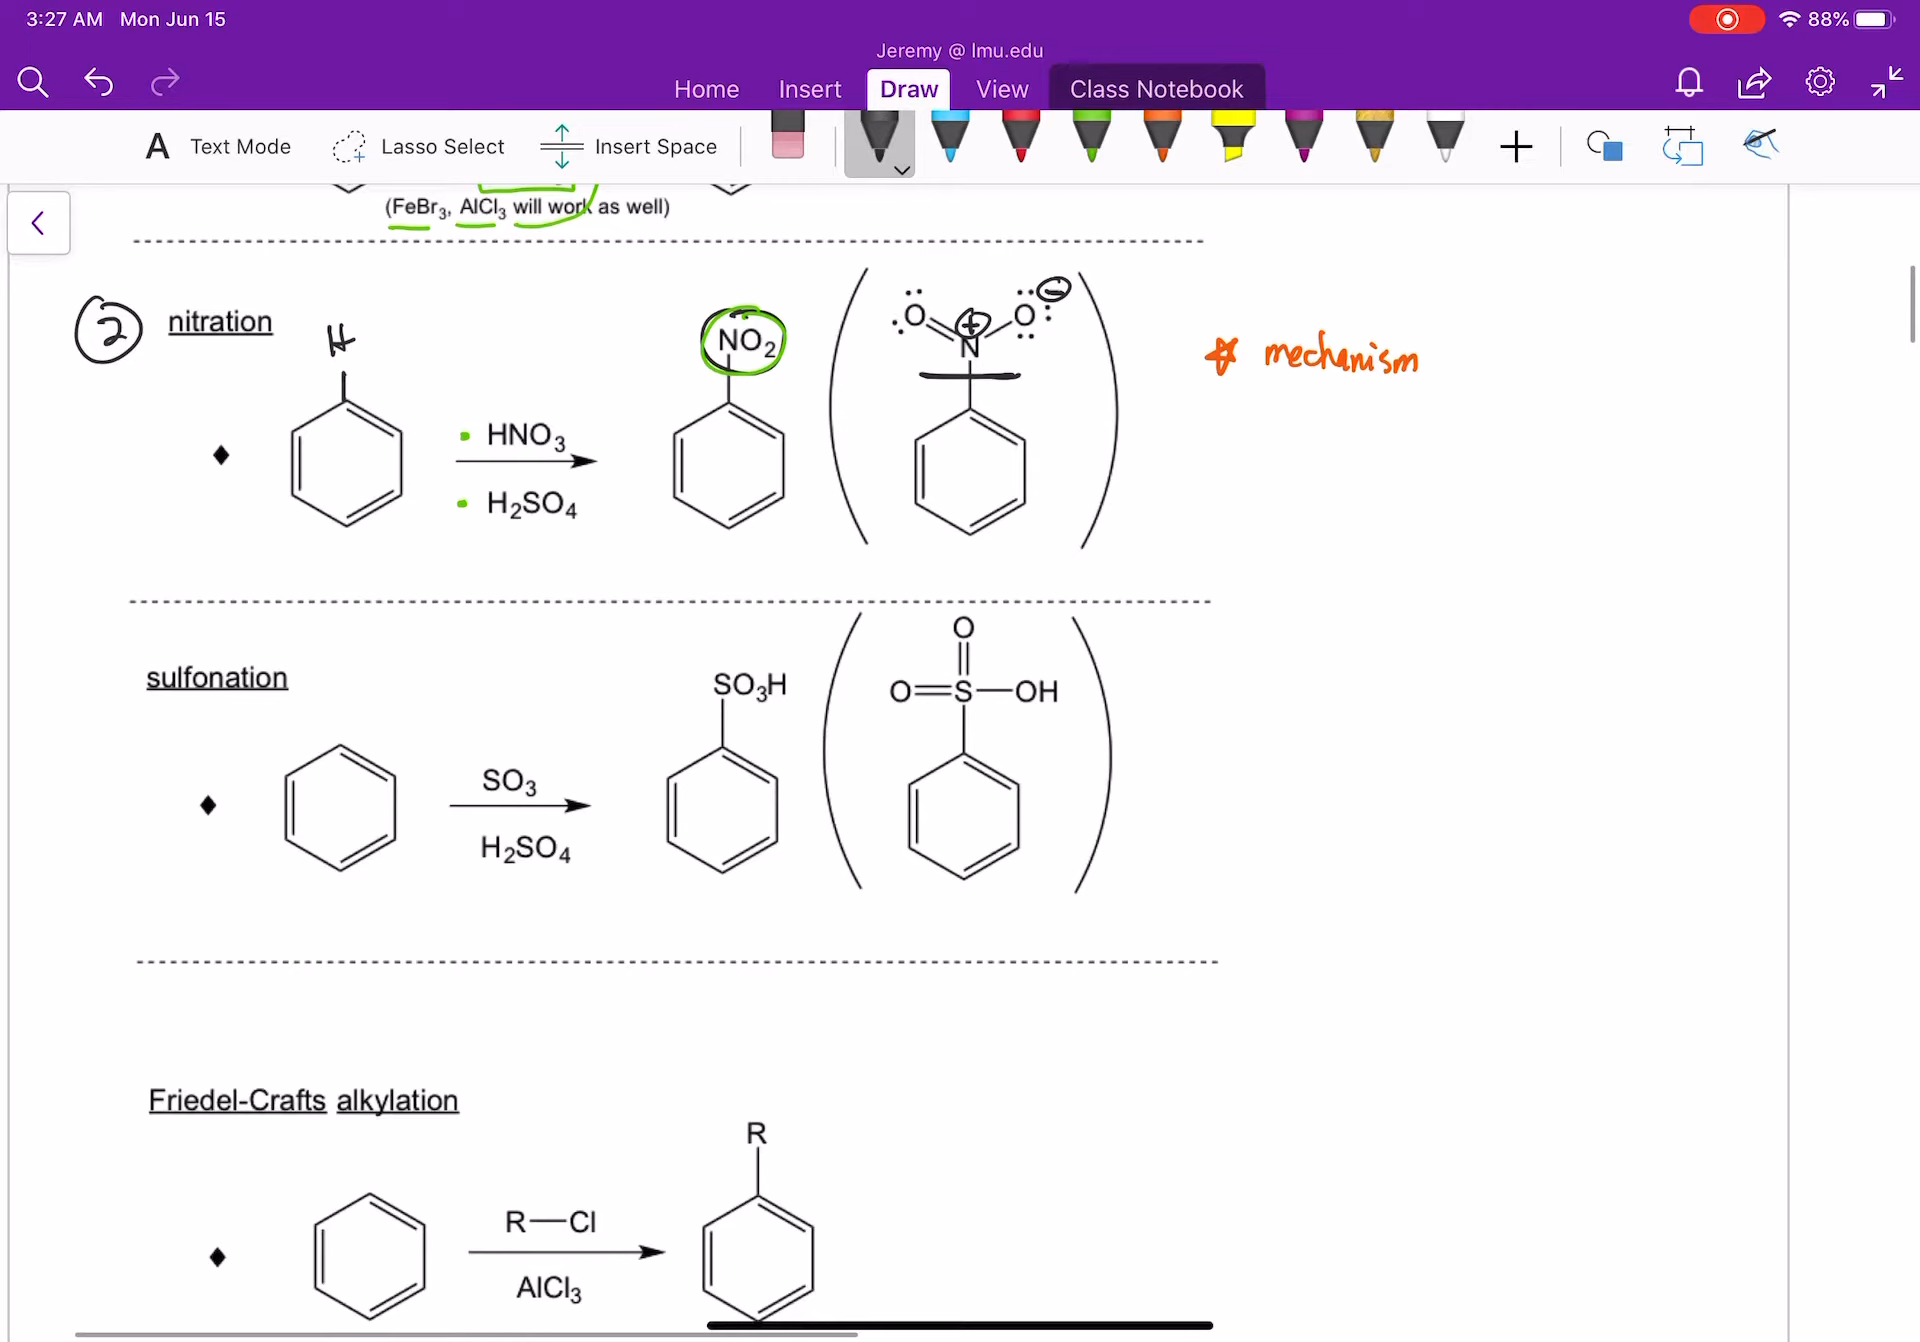 3:27 AM Mon Jun 15
88%
Jeremy @ lmu.edu
Home Insert Draw View Class Notebook
A Text Mode Lasso Select Insert Space
(FeBr₃, AlCl₃ will work as well)
2 nitration
H
NO₂
O N⊕ O⊖
☆ mechanism
HNO₃
H₂SO₄
sulfonation
SO₃H
O
O=S—OH
SO₃
H₂SO₄
Friedel-Crafts alkylation
R
R—Cl
AlCl₃